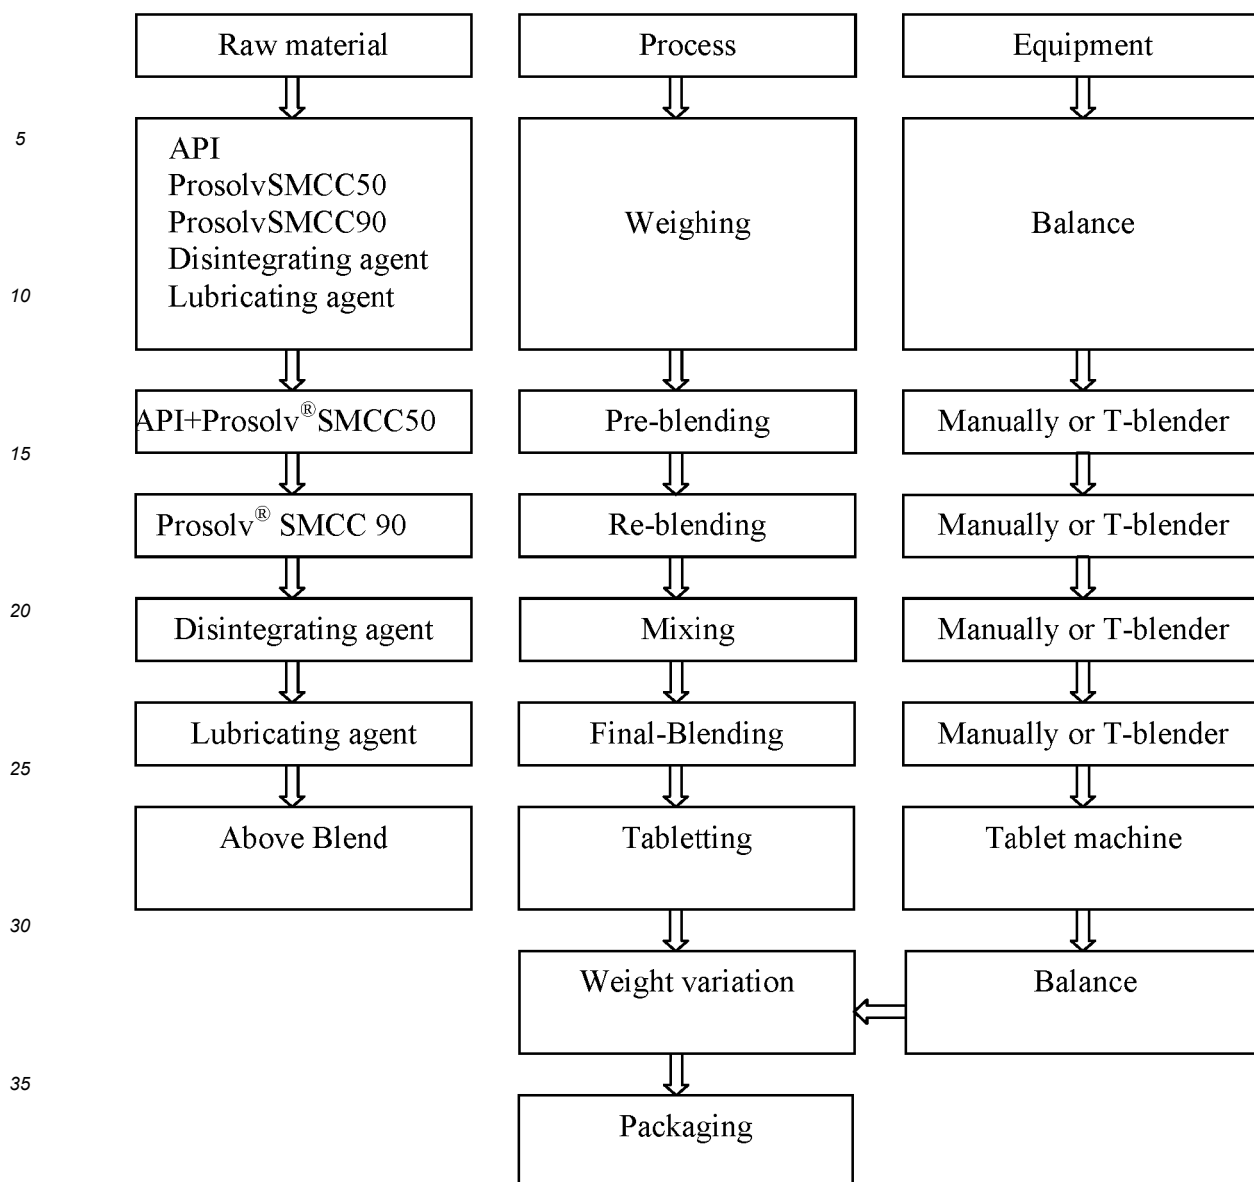 Raw material
Process
Equipment
5
API
ProsolvSMCC50
ProsolvSMCC90
Disintegrating agent
Lubricating agent
Weighing
Balance
10
API+Prosolv®SMCC50
Pre-blending
Manually or T-blender
15
Prosolv® SMCC 90
Re-blending
Manually or T-blender
20
Disintegrating agent
Mixing
Manually or T-blender
Lubricating agent
Final-Blending
Manually or T-blender
25
Above Blend
Tabletting
Tablet machine
30
Weight variation
Balance
35
Packaging